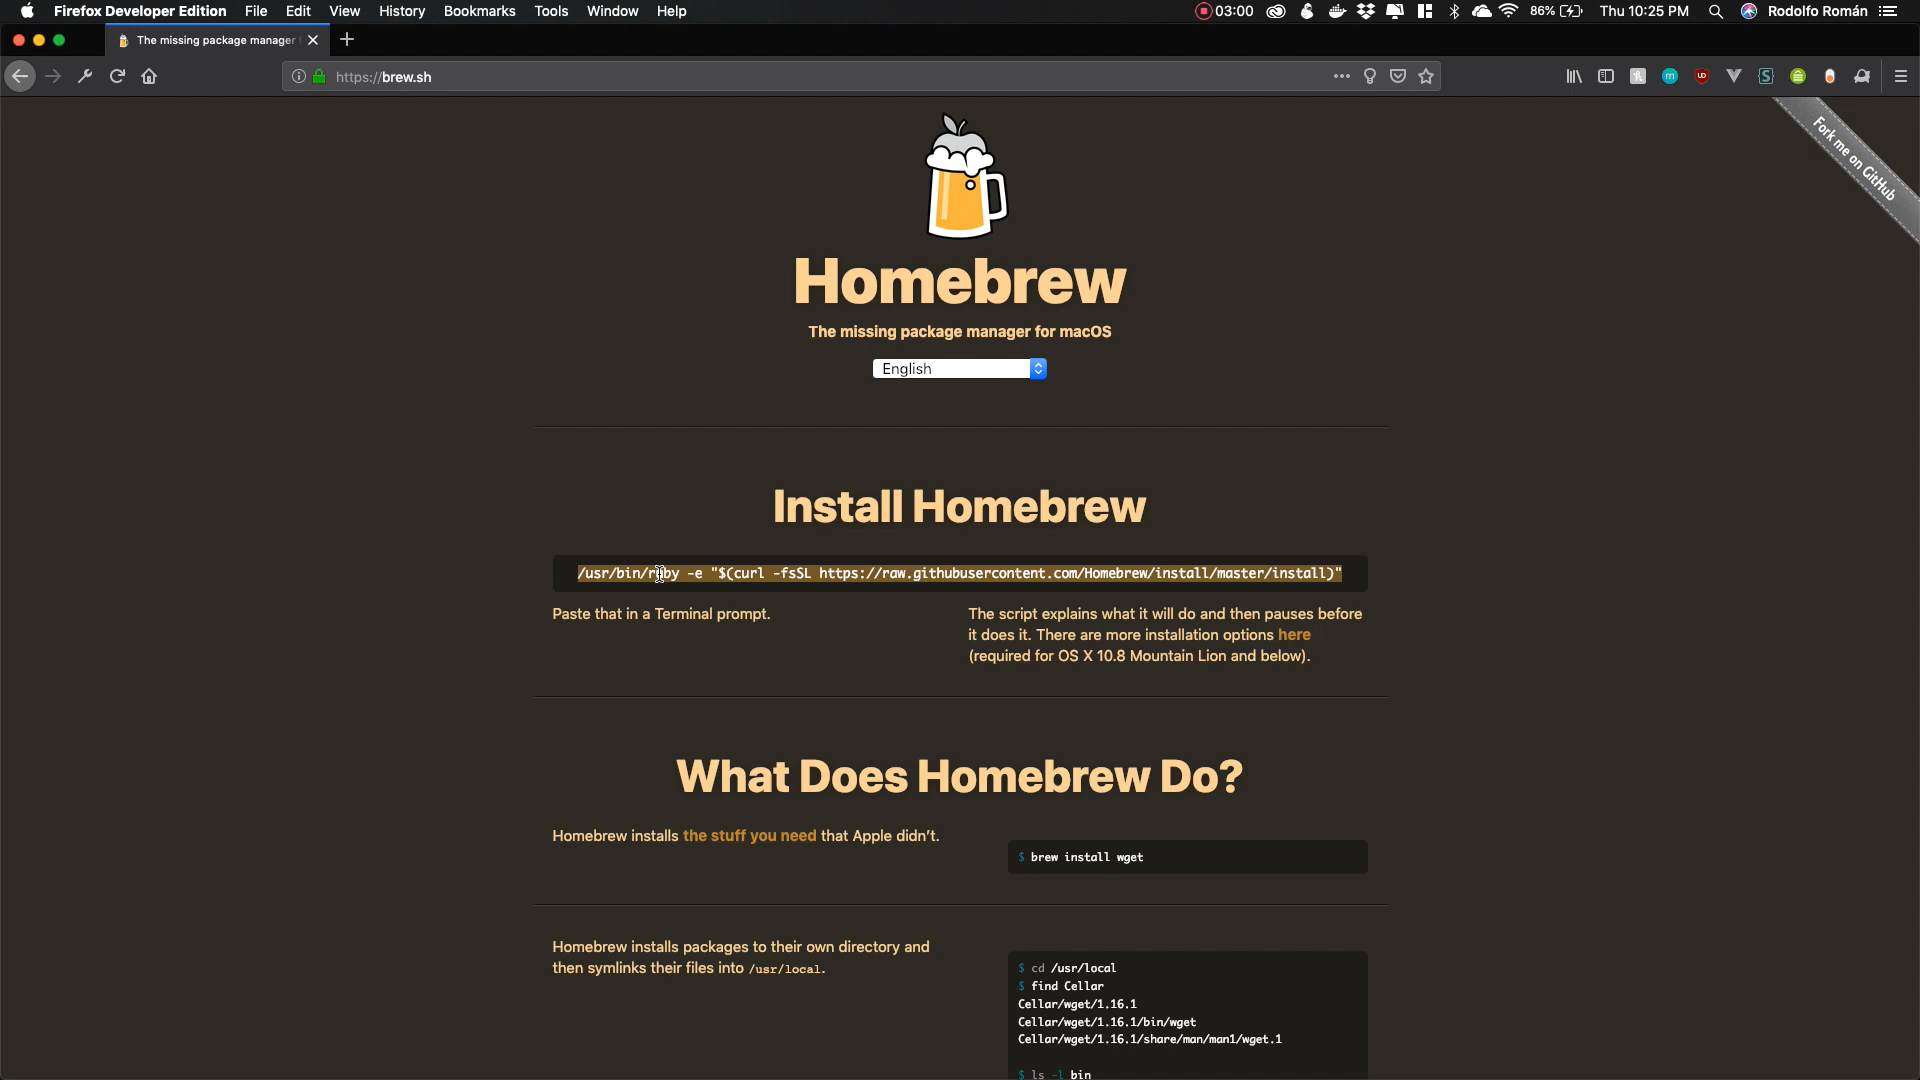 Firefox Developer Edition File Edit View History Bookmarks Tools Window Help 03:00 86% Thu 10:25 PM Rodolfo Román
The missing package manager
https://brew.sh
Fork me on GitHub
Homebrew
The missing package manager for macOS
English
Install Homebrew
/usr/bin/ruby -e "$(curl -fsSL https://raw.githubusercontent.com/Homebrew/install/master/install)"
Paste that in a Terminal prompt.
The script explains what it will do and then pauses before
it does it. There are more installation options here
(required for OS X 10.8 Mountain Lion and below).
What Does Homebrew Do?
Homebrew installs the stuff you need that Apple didn’t.
$ brew install wget
Homebrew installs packages to their own directory and
then symlinks their files into /usr/local.
$ cd /usr/local
$ find Cellar
Cellar/wget/1.16.1
Cellar/wget/1.16.1/bin/wget
Cellar/wget/1.16.1/share/man/man1/wget.1
$ ls -l bin